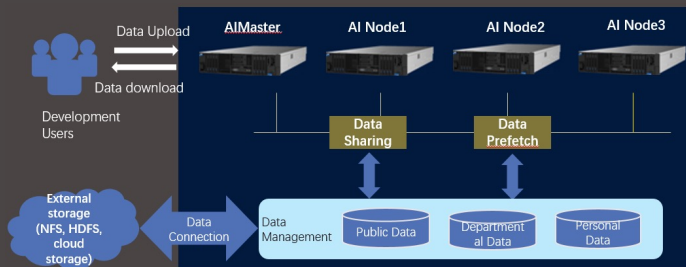 Data Upload
AIMaster
AI Node1
AI Node2
AI Node3
Data download
Development
Users
Data
Sharing
Data
Prefetch
External
storage
(NFS, HDFS,
cloud
storage)
Data
Connection
Data
Management
Public Data
Department
al Data
Personal
Data